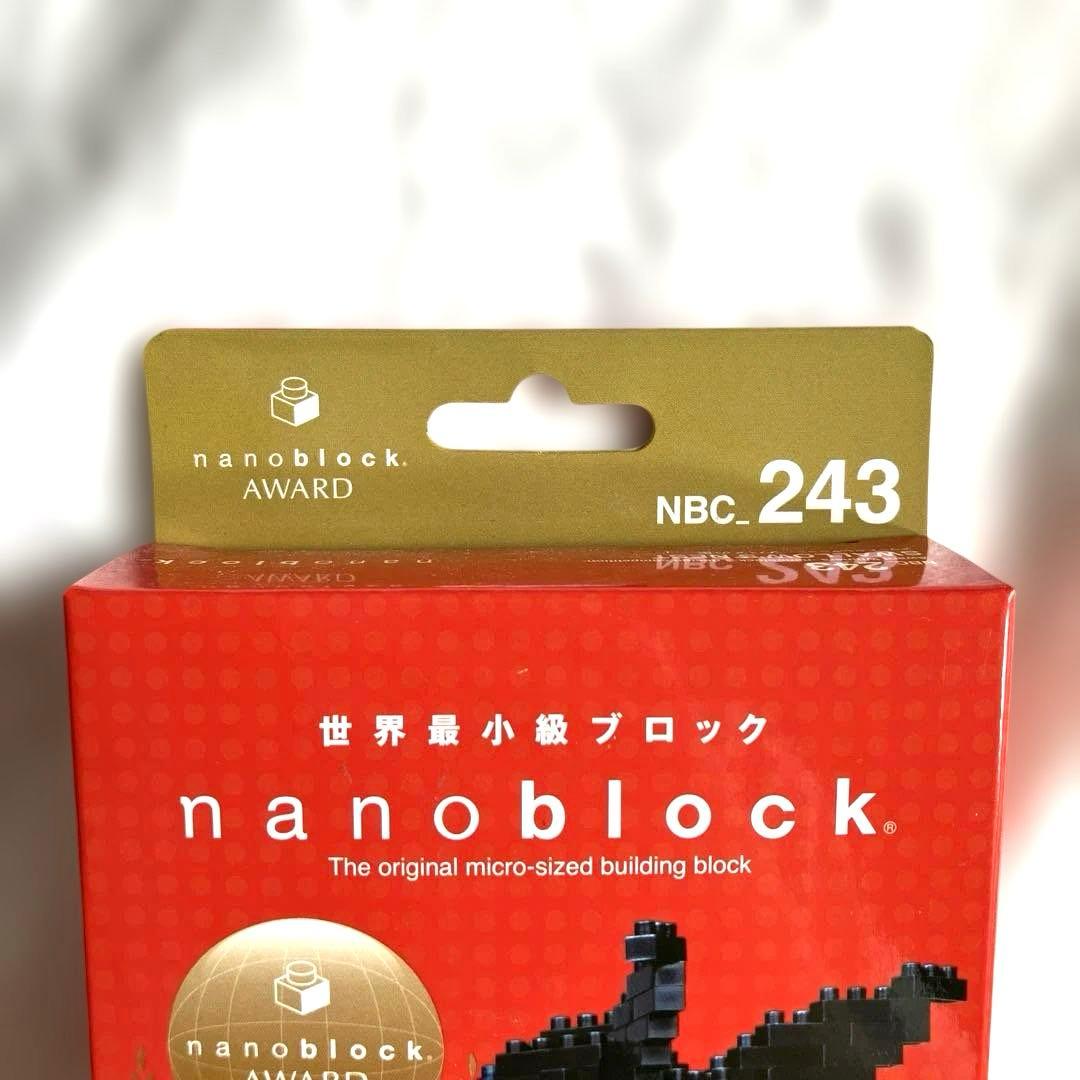 nanoblock.
AWARD
NBC_243
世界最小級ブロック
nanoblock®
The original micro-sized building block
nanoblock.
AWARD